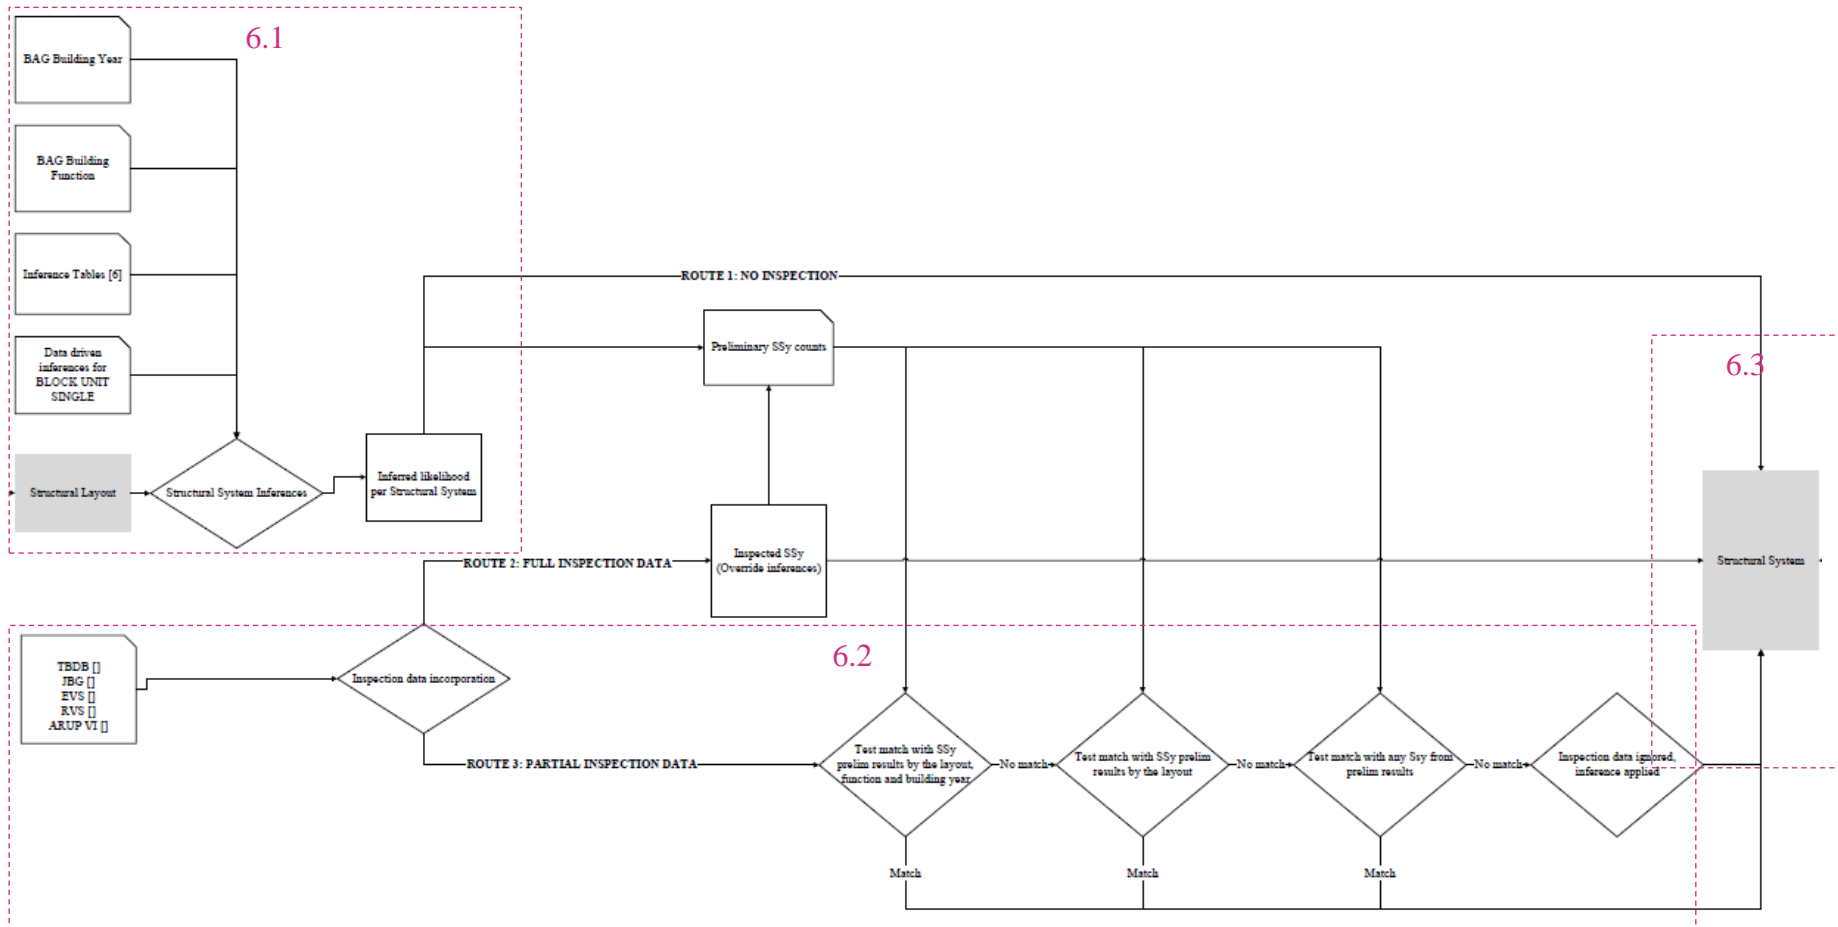 6.1
BAG Building Year
BAG Building
Function
Inference Tables [6]
Data driven
inferences for
BLOCK UNIT
SINGLE
Structural Layout
Structural System Inferences
Inferred likelihood
per Structural System
ROUTE 1: NO INSPECTION
Preliminary SSy counts
6.3
Inspected SSy
(Override inferences)
ROUTE 2: FULL INSPECTION DATA
Structural System
6.2
TBDB []
JBG []
EVS []
RVS []
ARUP VI []
Inspection data incorporation
ROUTE 3: PARTIAL INSPECTION DATA
Test match with SSy
prelim results by the layout,
function and building year
No match
Test match with SSy prelim
results by the layout
No match
Test match with any Ssy from
prelim results
No match
Inspection data ignored,
inference applied
Match
Match
Match